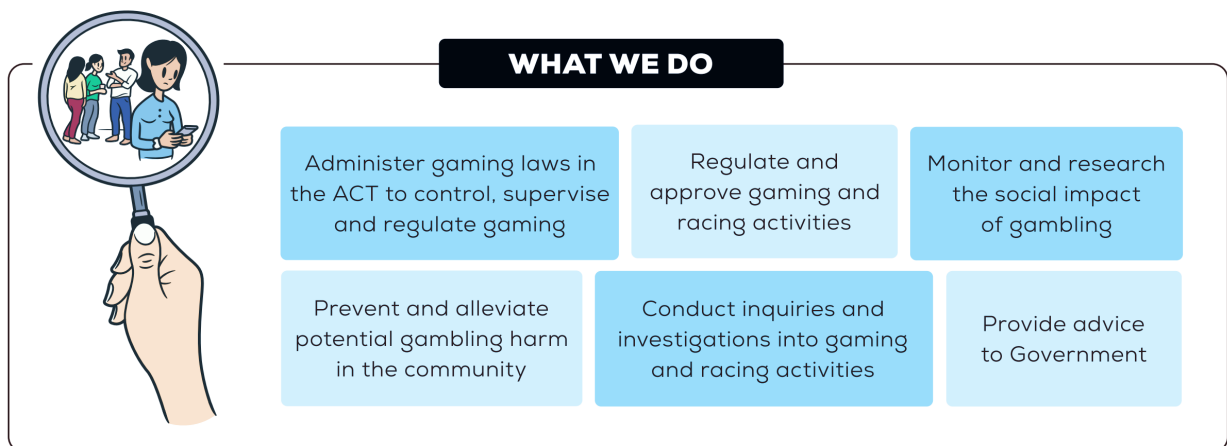 WHAT WE DO
Administer gaming laws in
the ACT to control, supervise
and regulate gaming
Regulate and
approve gaming and
racing activities
Monitor and research
the social impact
of gambling
Prevent and alleviate
potential gambling harm
in the community
Conduct inquiries and
investigations into gaming
and racing activities
Provide advice
to Government